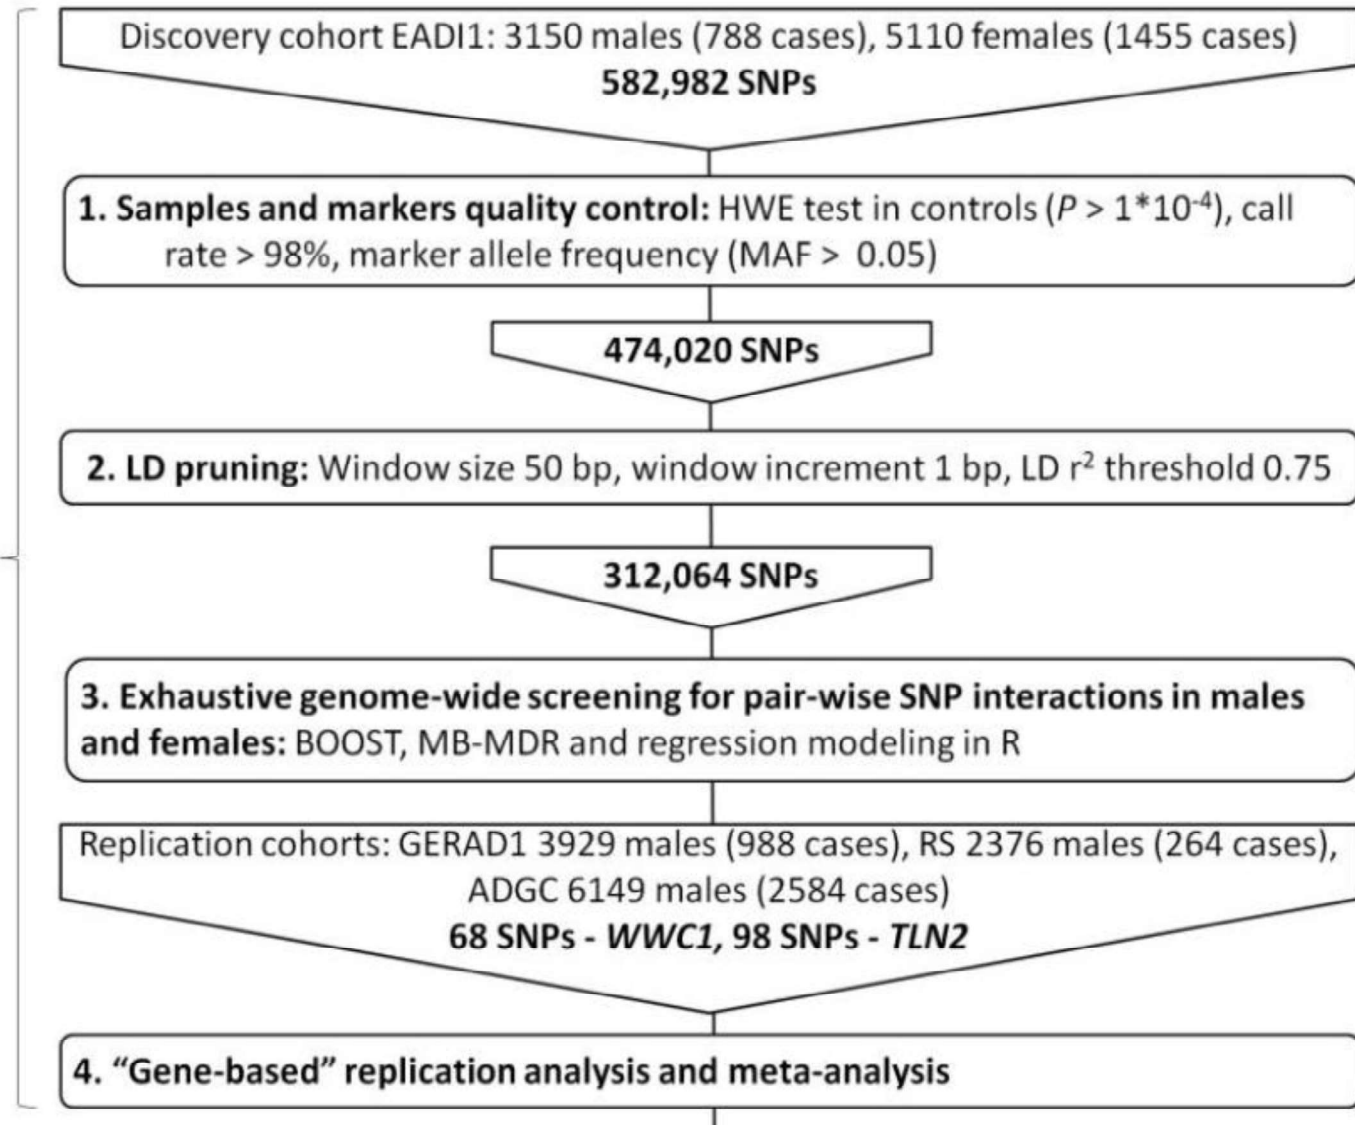 Discovery cohort EADI1: 3150 males (788 cases), 5110 females (1455 cases)
582,982 SNPs
1. Samples and markers quality control: HWE test in controls (P > 1*10⁻⁴), call
rate > 98%, marker allele frequency (MAF > 0.05)
474,020 SNPs
2. LD pruning: Window size 50 bp, window increment 1 bp, LD r² threshold 0.75
312,064 SNPs
3. Exhaustive genome-wide screening for pair-wise SNP interactions in males
and females: BOOST, MB-MDR and regression modeling in R
Replication cohorts: GERAD1 3929 males (988 cases), RS 2376 males (264 cases),
ADGC 6149 males (2584 cases)
68 SNPs - WWC1, 98 SNPs - TLN2
4. “Gene-based” replication analysis and meta-analysis